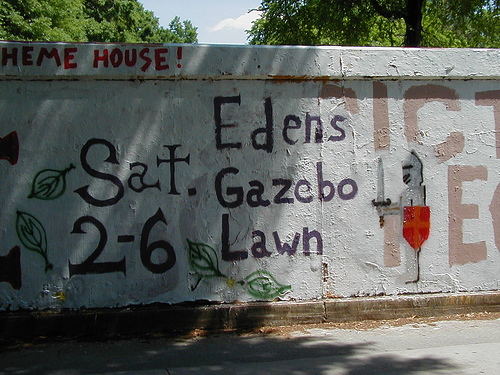 HEME HOUSE!
Sat.
2-6
Edens
Gazebo
Lawn